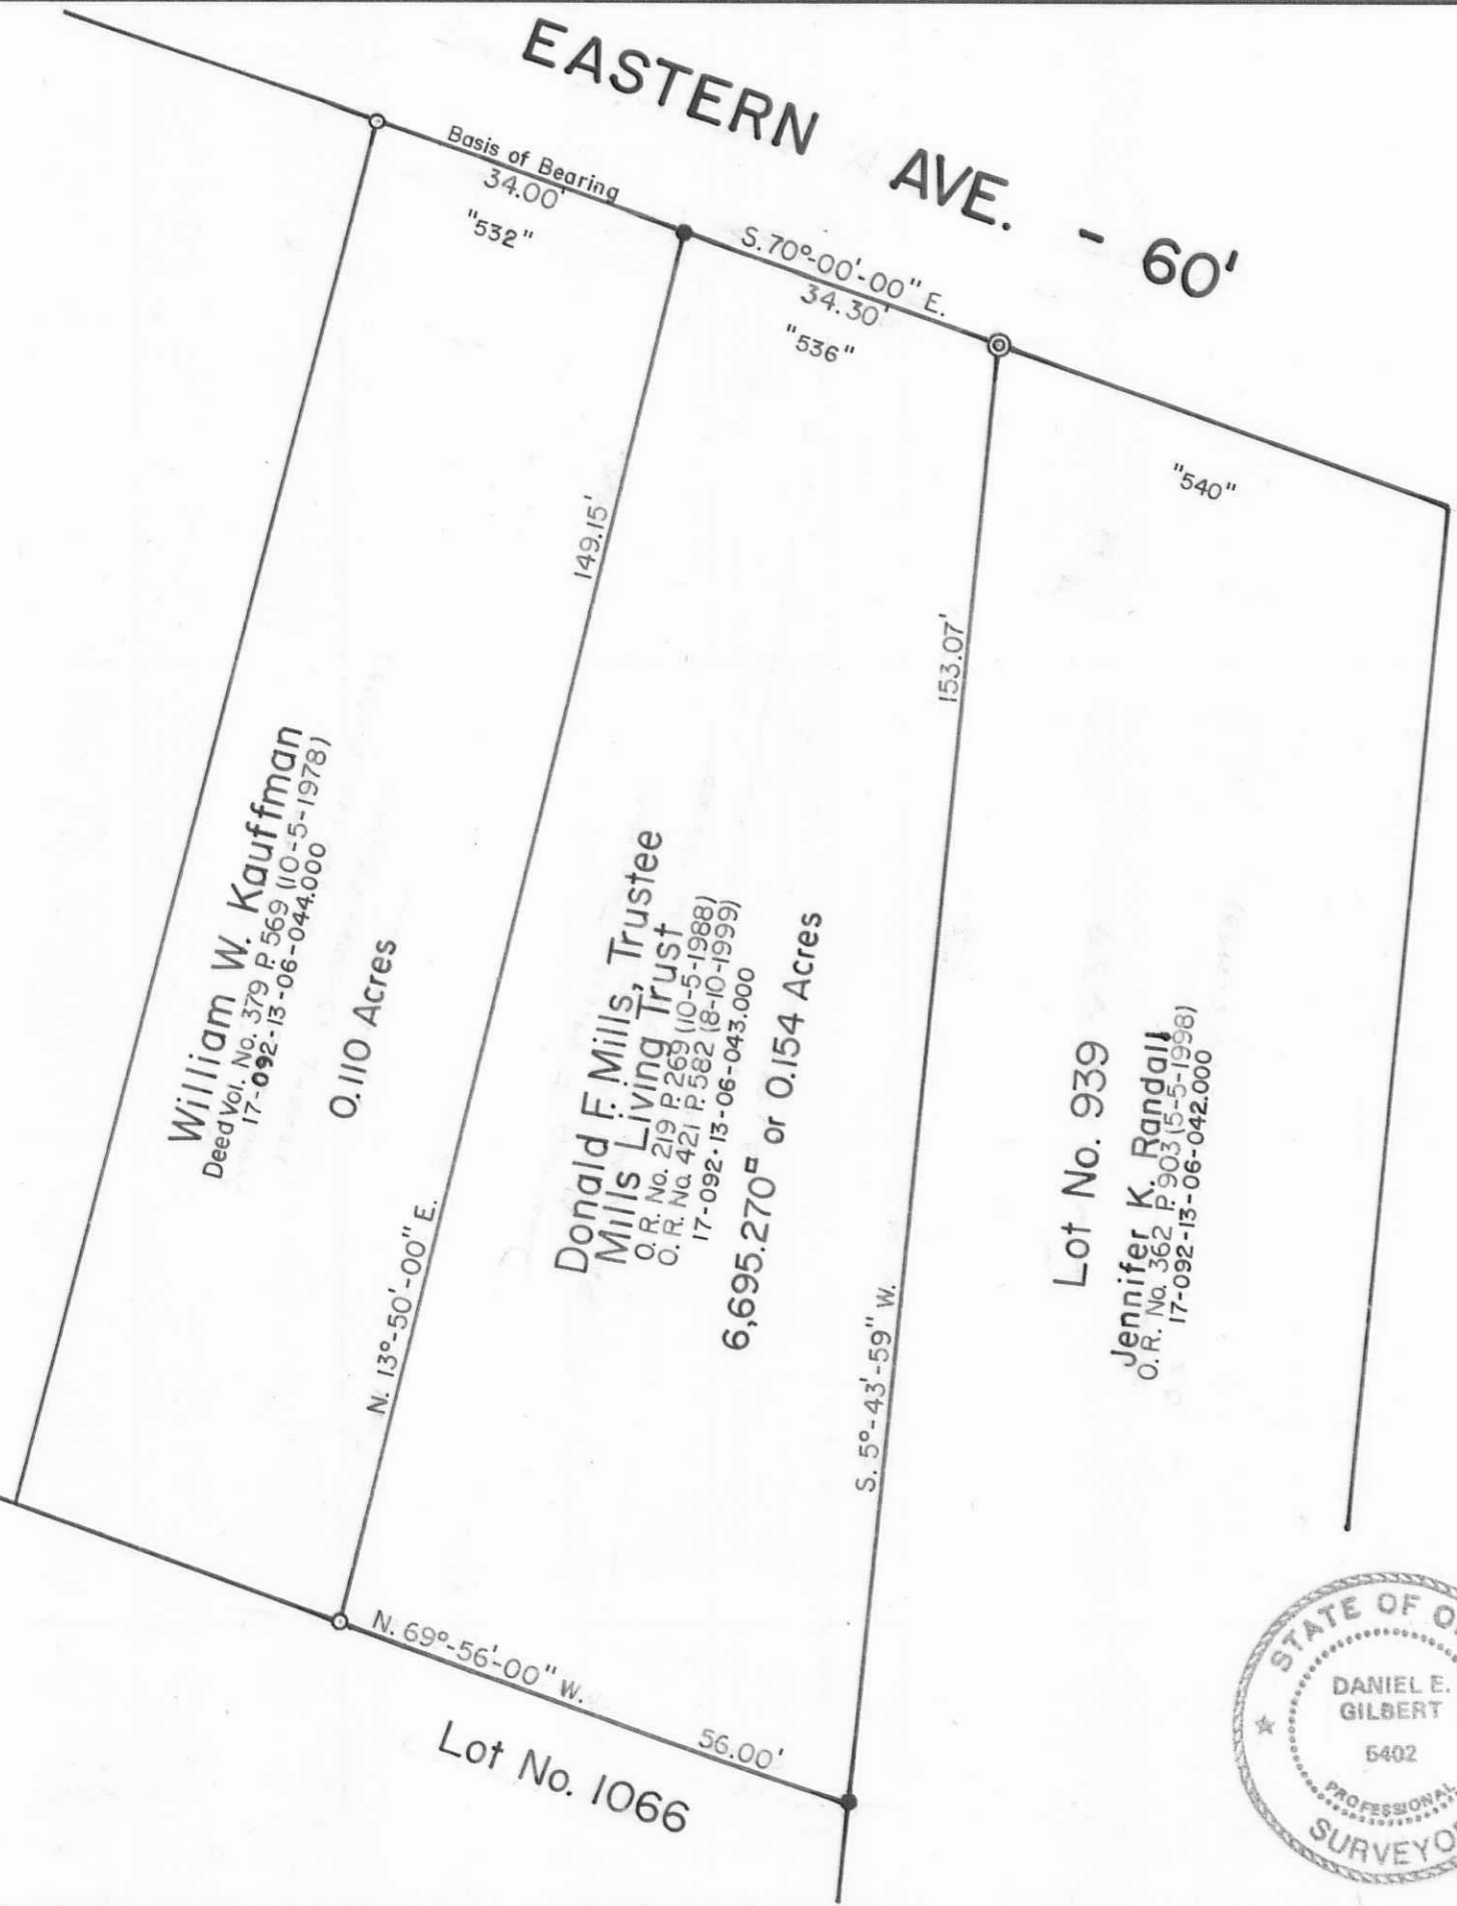 EASTERN AVE. - 60'
Basis of Bearing
34.00'
"532"
S. 70°-00'-00" E.
34.30'
"536"
"540"
149.15'
153.07'
William W. Kauffman
Deed Vol. No. 379 P. 569 (10-5-1978)
17-092-13-06-044.000
0.110 Acres
N. 13°-50'-00" E.
Donald F. Mills, Trustee
Mills Living Trust
O. R. No. 219 P. 269 (10-5-1988)
O. R. No. 421 P. 582 (8-10-1999)
17-092-13-06-043.000
6,695.270□ or 0.154 Acres
S. 5°-43'-59" W.
Lot No. 939
Jennifer K. Randall
O. R. No. 362 P. 903 (5-5-1998)
17-092-13-06-042.000
N. 69°-56'-00" W.
56.00'
Lot No. 1066
STATE OF O
DANIEL E.
GILBERT
5402
PROFESSIONAL
SURVEYO